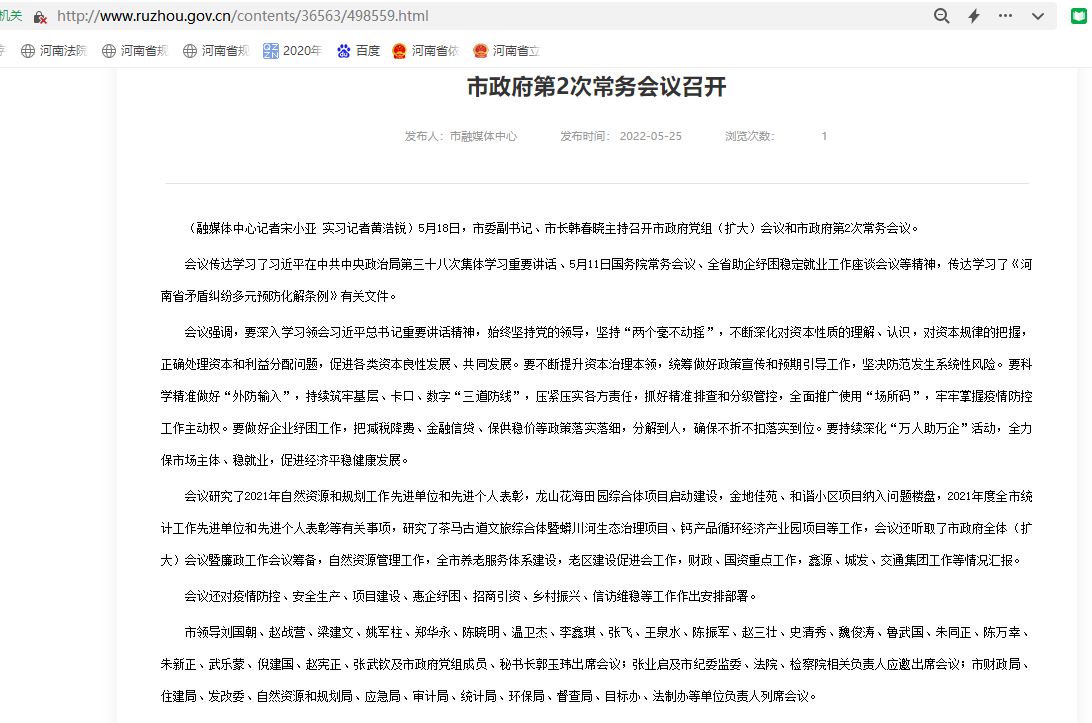 机关 http://www.ruzhou.gov.cn/contents/36563/498559.html
河南法院 河南省规 河南省规 2020年 百度 河南省依 河南省立
市政府第2次常务会议召开
发布人：市融媒体中心 发布时间： 2022-05-25 浏览次数： 1
（融媒体中心记者宋小亚 实习记者黄浩锐）5月18日，市委副书记、市长韩春晓主持召开市政府党组（扩大）会议和市政府第2次常务会议。
会议传达学习了习近平在中共中央政治局第三十八次集体学习重要讲话、5月11日国务院常务会议、全省助企纾困稳定就业工作座谈会议等精神，传达学习了《河
南省矛盾纠纷多元预防化解条例》有关文件。
会议强调，要深入学习领会习近平总书记重要讲话精神，始终坚持党的领导，坚持“两个毫不动摇”，不断深化对资本性质的理解、认识，对资本规律的把握，
正确处理资本和利益分配问题，促进各类资本良性发展、共同发展。要不断提升资本治理本领，统筹做好政策宣传和预期引导工作，坚决防范发生系统性风险。要科
学精准做好“外防输入”，持续筑牢基层、卡口、数字“三道防线”，压紧压实各方责任，抓好精准排查和分级管控，全面推广使用“场所码”，牢牢掌握疫情防控
工作主动权。要做好企业纾困工作，把减税降费、金融信贷、保供稳价等政策落实落细，分解到人，确保不折不扣落实到位。要持续深化“万人助万企”活动，全力
保市场主体、稳就业，促进经济平稳健康发展。
会议研究了2021年自然资源和规划工作先进单位和先进个人表彰，龙山花海田园综合体项目启动建设，金地佳苑、和谐小区项目纳入问题楼盘，2021年度全市统
计工作先进单位和先进个人表彰等有关事项，研究了茶马古道文旅综合体暨蟒川河生态治理项目、钙产品循环经济产业园项目等工作，会议还听取了市政府全体（扩
大）会议暨廉政工作会议筹备，自然资源管理工作，全市养老服务体系建设，老区建设促进会工作，财政、国资重点工作，鑫源、城发、交通集团工作等情况汇报。
会议还对疫情防控、安全生产、项目建设、惠企纾困、招商引资、乡村振兴、信访维稳等工作作出安排部署。
市领导刘国朝、赵战营、梁建文、姚军柱、郑华永、陈晓明、温卫杰、李鑫琪、张飞、王泉水、陈振军、赵三壮、史清秀、魏俊涛、鲁武国、朱同正、陈万幸、
朱新正、武乐蒙、倪建国、赵宪正、张武钦及市政府党组成员、秘书长郭玉玮出席会议；张业启及市纪委监委、法院、检察院相关负责人应邀出席会议；市财政局、
住建局、发改委、自然资源和规划局、应急局、审计局、统计局、环保局、督查局、目标办、法制办等单位负责人列席会议。